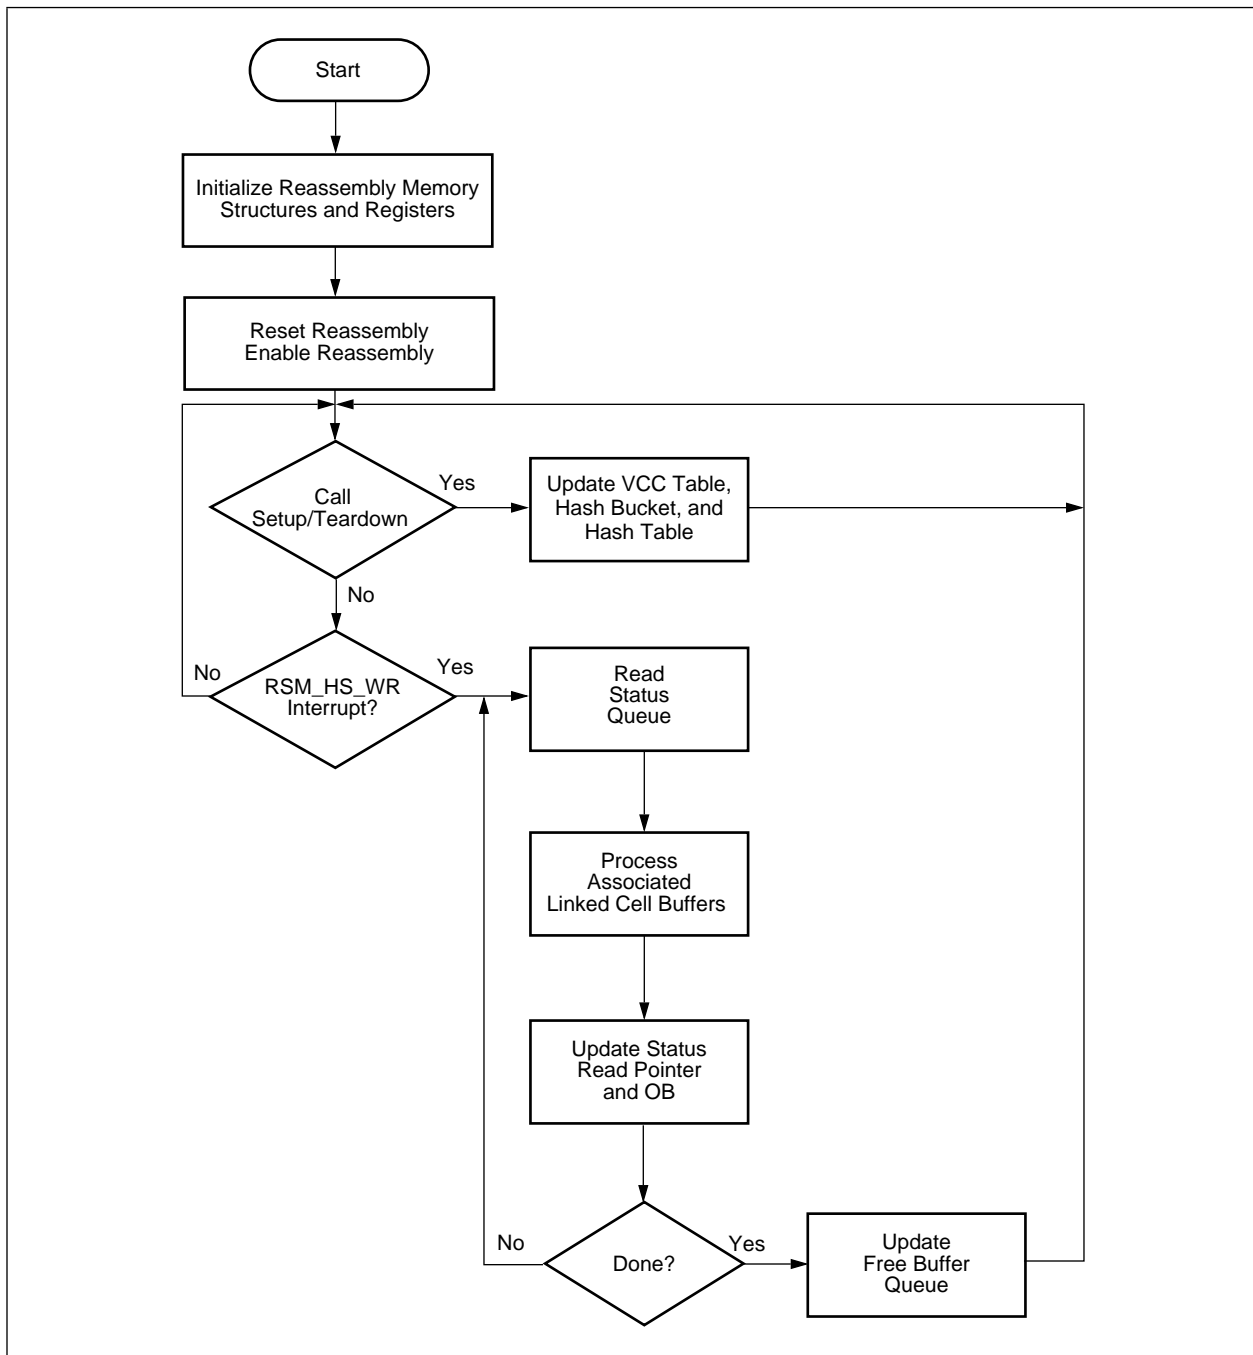 Start
Initialize Reassembly Memory
Structures and Registers
Reset Reassembly
Enable Reassembly
Call
Setup/Teardown
Yes
Update VCC Table,
Hash Bucket, and
Hash Table
No
RSM_HS_WR
Interrupt?
No
Yes
Read
Status
Queue
Process
Associated
Linked Cell Buffers
Update Status
Read Pointer
and OB
Done?
No
Yes
Update
Free Buffer
Queue